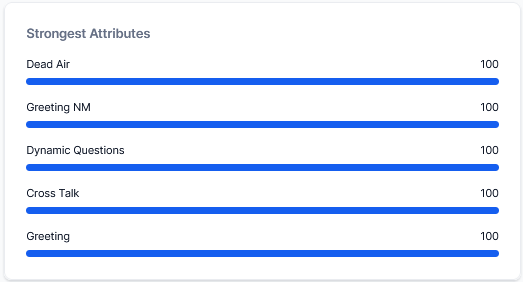 Strongest Attributes
Dead Air 100
Greeting NM 100
Dynamic Questions 100
Cross Talk 100
Greeting 100